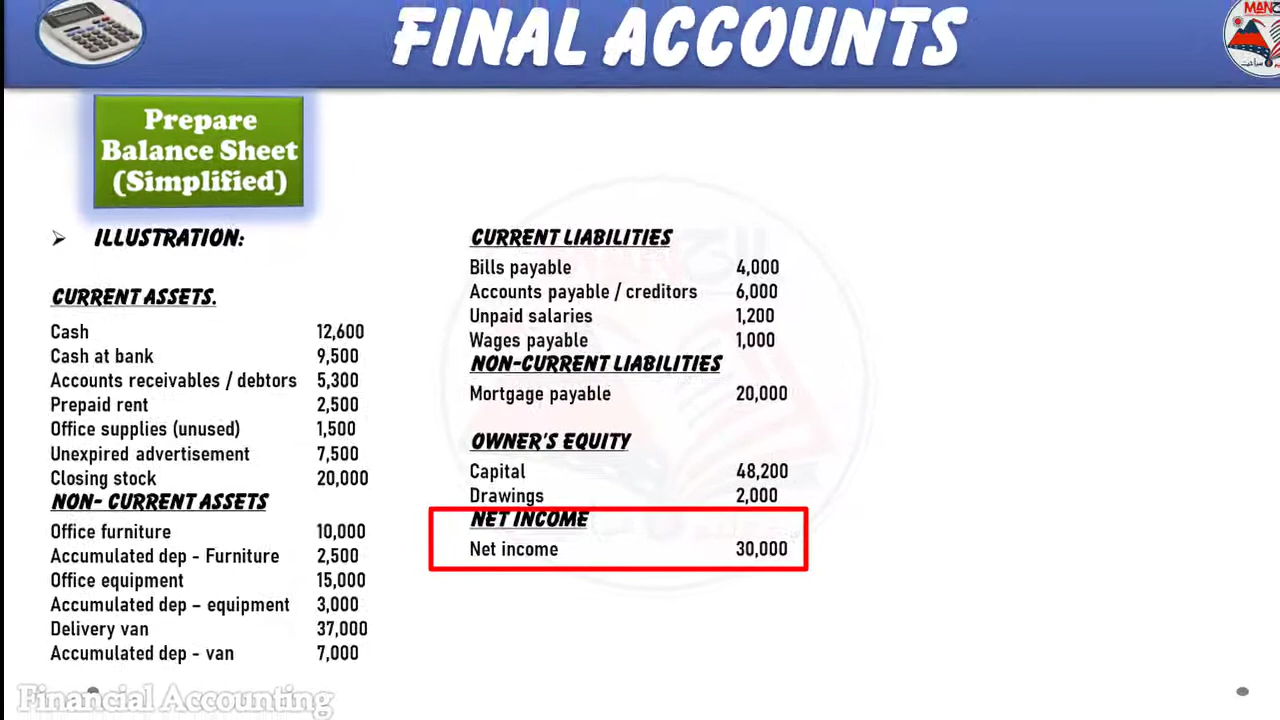 FINAL ACCOUNTS
MAN
Prepare
Balance Sheet
(Simplified)
➢ ILLUSTRATION:
CURRENT ASSETS.
Cash 12,600
Cash at bank 9,500
Accounts receivables / debtors 5,300
Prepaid rent 2,500
Office supplies (unused) 1,500
Unexpired advertisement 7,500
Closing stock 20,000
NON- CURRENT ASSETS
Office furniture 10,000
Accumulated dep - Furniture 2,500
Office equipment 15,000
Accumulated dep – equipment 3,000
Delivery van 37,000
Accumulated dep - van 7,000
CURRENT LIABILITIES
Bills payable 4,000
Accounts payable / creditors 6,000
Unpaid salaries 1,200
Wages payable 1,000
NON-CURRENT LIABILITIES
Mortgage payable 20,000
OWNER'S EQUITY
Capital 48,200
Drawings 2,000
NET INCOME
Net income 30,000
Financial Accounting